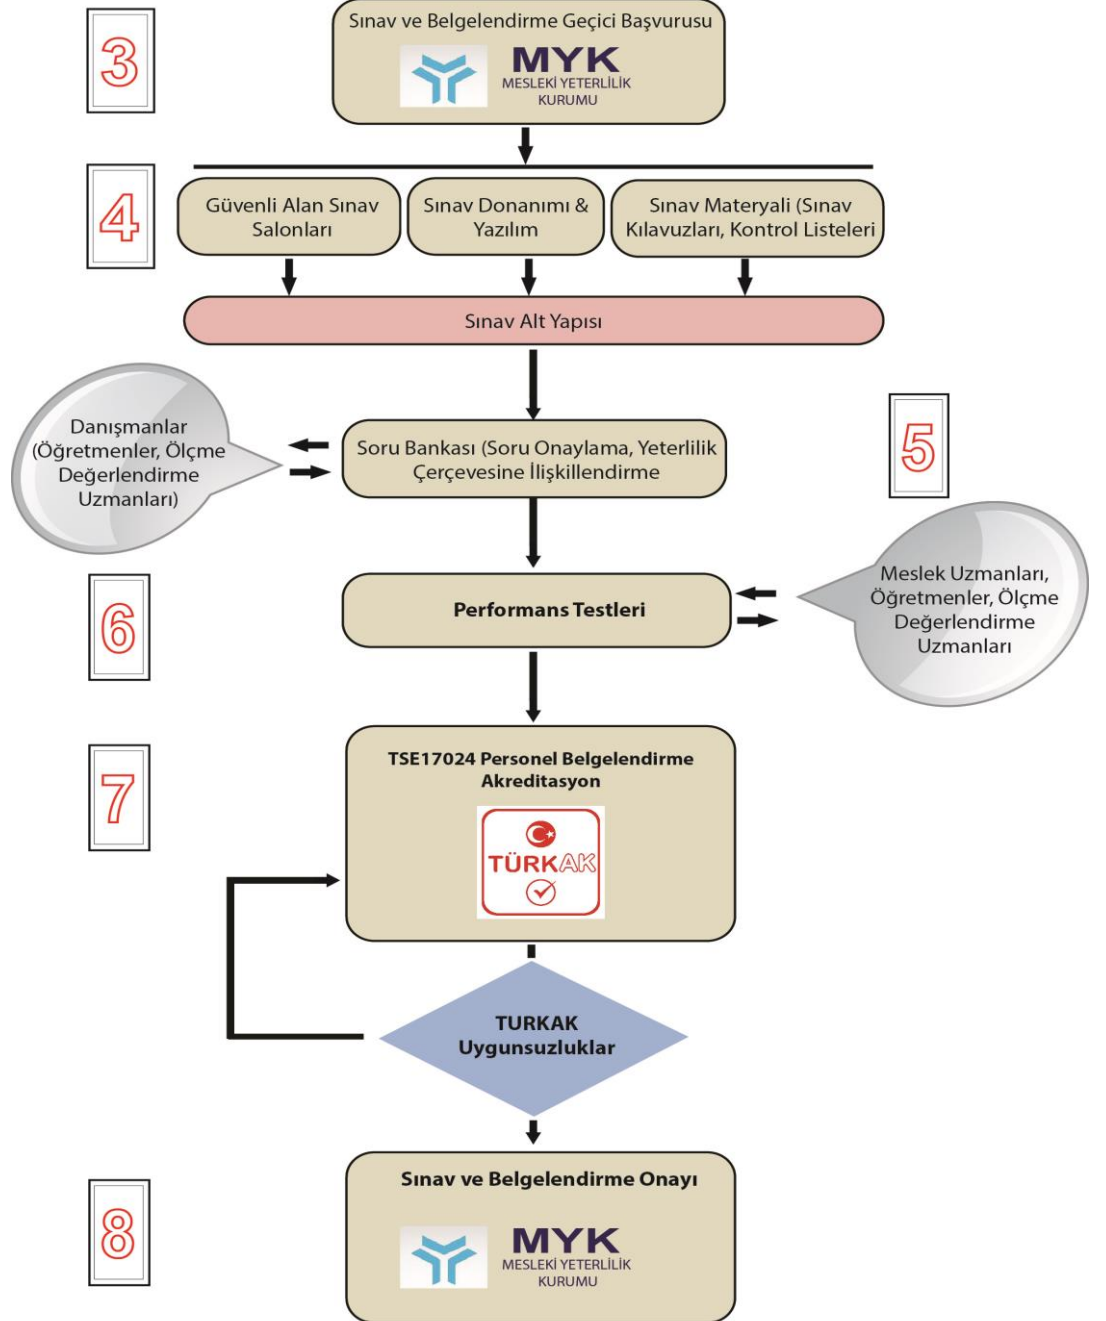 3
Sınav ve Belgelendirme Geçici Başvurusu
MYK
MESLEKİ YETERLİLİK
KURUMU
4
Güvenli Alan Sınav
Salonları
Sınav Donanımı &
Yazılım
Sınav Materyali (Sınav
Kılavuzları, Kontrol Listeleri
Sınav Alt Yapısı
Danışmanlar
(Öğretmenler, Ölçme
Değerlendirme
Uzmanları)
Soru Bankası (Soru Onaylama, Yeterlilik
Çerçevesine İlişkillendirme
5
6
Performans Testleri
Meslek Uzmanları,
Öğretmenler, Ölçme
Değerlendirme
Uzmanları
7
TSE17024 Personel Belgelendirme
Akreditasyon
TÜRKAK
TURKAK
Uygunsuzluklar
8
Sınav ve Belgelendirme Onayı
MYK
MESLEKİ YETERLİLİK
KURUMU